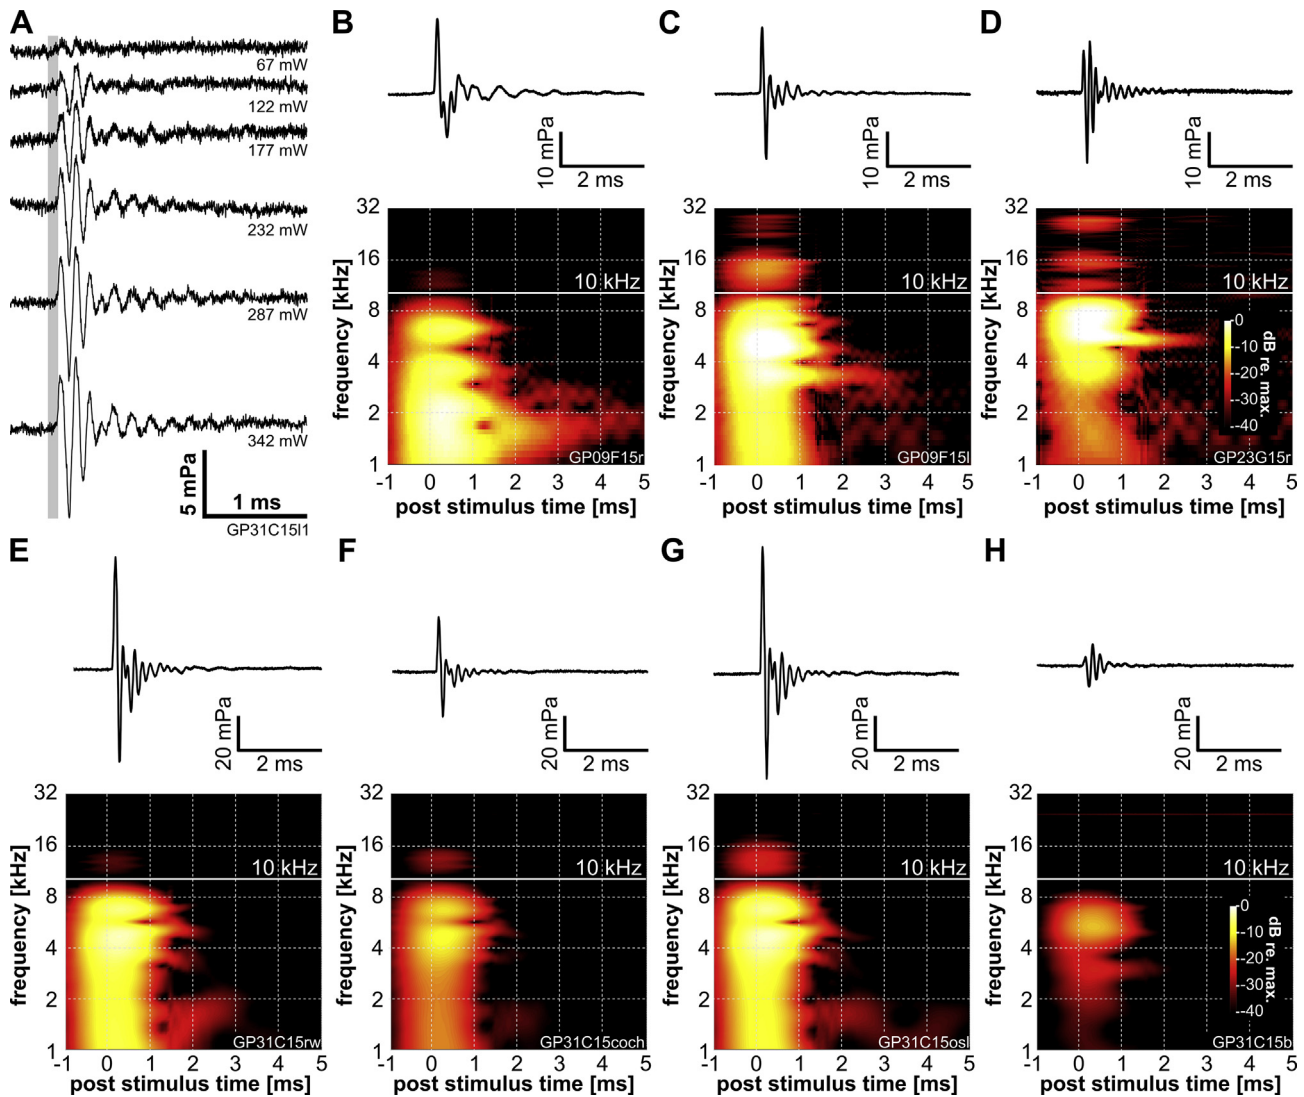 A
67 mW
122 mW
177 mW
232 mW
287 mW
342 mW
5 mPa
1 ms
GP31C15l1
B
10 mPa
2 ms
frequency [kHz]
32
16
8
4
2
1
10 kHz
GP09F15r
-1 0 1 2 3 4 5
post stimulus time [ms]
C
10 mPa
2 ms
frequency [kHz]
32
16
8
4
2
1
10 kHz
GP09F15l
-1 0 1 2 3 4 5
post stimulus time [ms]
D
10 mPa
2 ms
frequency [kHz]
32
16
8
4
2
1
10 kHz
0
-10
-20
-30
-40
dB re. max.
GP23G15r
-1 0 1 2 3 4 5
post stimulus time [ms]
E
20 mPa
2 ms
frequency [kHz]
32
16
8
4
2
1
10 kHz
GP31C15rw
-1 0 1 2 3 4 5
post stimulus time [ms]
F
20 mPa
2 ms
frequency [kHz]
32
16
8
4
2
1
10 kHz
GP31C15coch
-1 0 1 2 3 4 5
post stimulus time [ms]
G
20 mPa
2 ms
frequency [kHz]
32
16
8
4
2
1
10 kHz
GP31C15osl
-1 0 1 2 3 4 5
post stimulus time [ms]
H
20 mPa
2 ms
frequency [kHz]
32
16
8
4
2
1
10 kHz
0
-10
-20
-30
-40
dB re. max.
GP31C15b
-1 0 1 2 3 4 5
post stimulus time [ms]